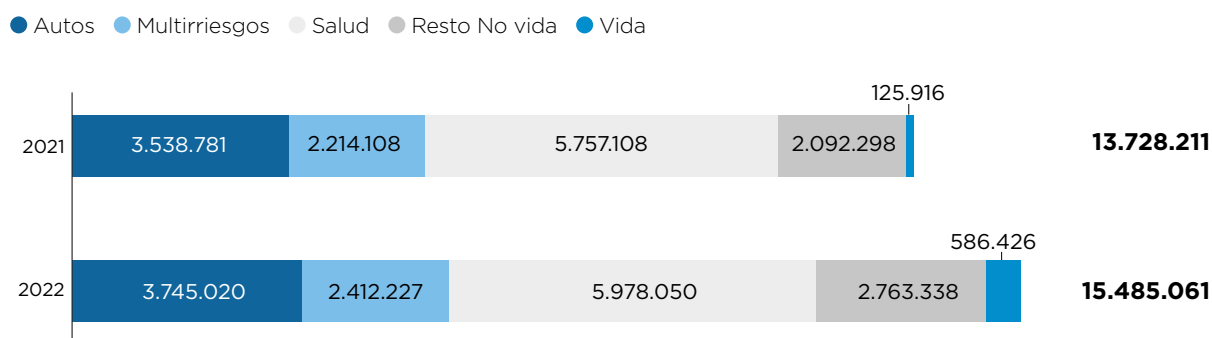 Autos Multirriesgos Salud Resto No vida Vida
125.916
2021 3.538.781 2.214.108 5.757.108 2.092.298 13.728.211
586.426
2022 3.745.020 2.412.227 5.978.050 2.763.338 15.485.061